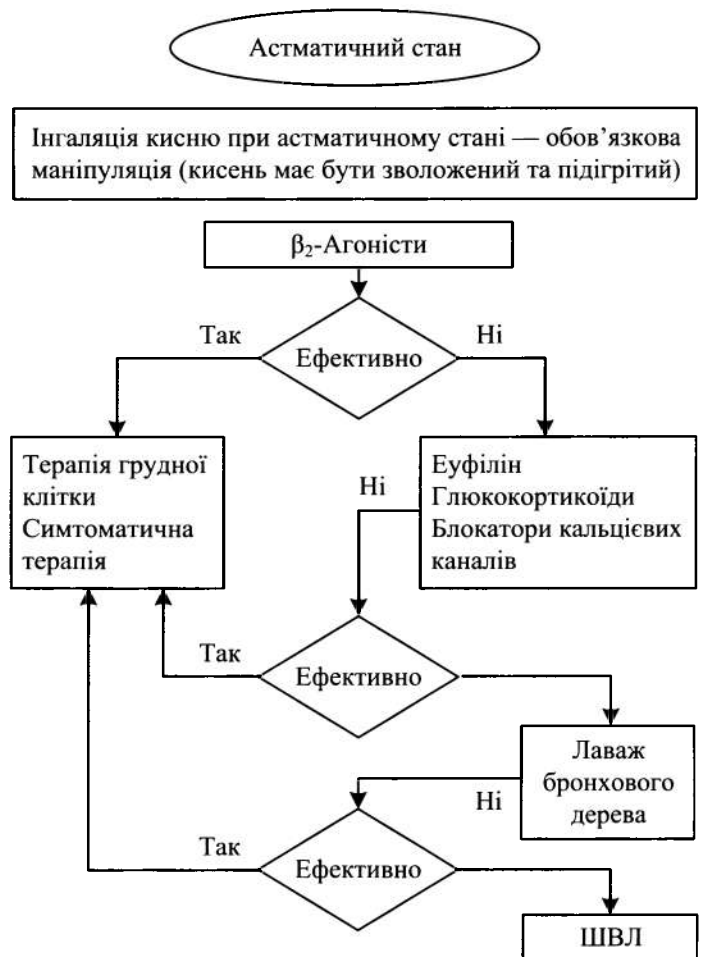 Астматичний стан
Інгаляція кисню при астматичному стані — обов’язкова
маніпуляція (кисень має бути зволожений та підігрітий)
β₂-Агоністи
Так
Ефективно
Ні
Терапія грудної
клітки
Симтоматична
терапія
Ні
Еуфілін
Глюкокортикоїди
Блокатори кальцієвих
каналів
Так
Ефективно
Лаваж
бронхового
дерева
Ні
Так
Ефективно
ШВЛ